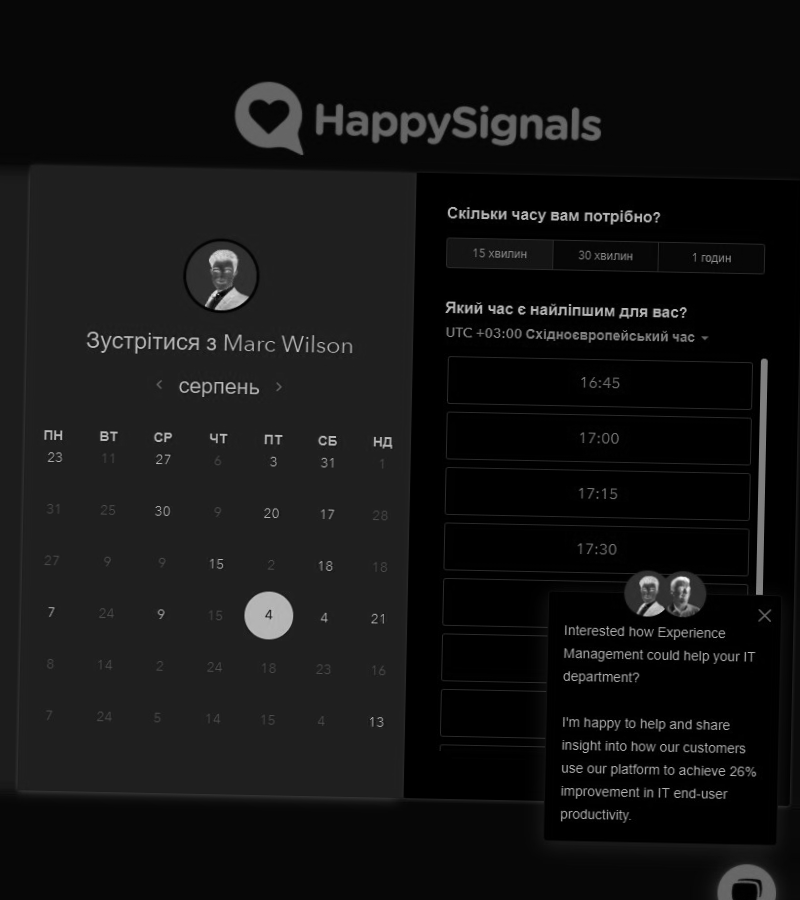 HappySignals
Зустрітися з Marc Wilson
серпень
ПН ВТ СР ЧТ ПТ СБ НД
23 11 27 6 3 31 1
31 25 30 9 20 17 28
27 9 9 15 2 18 18
7 24 9 15 4 4 21
8 14 2 24 18 23 16
7 24 5 14 15 4 13
Скільки часу вам потрібно?
15 хвилин 30 хвилин 1 годин
Який час є найліпшим для вас?
UTC +03:00 Східноєвропейський час
16:45
17:00
17:15
17:30
Interested how Experience
Management could help your IT
department?
I'm happy to help and share
insight into how our customers
use our platform to achieve 26%
improvement in IT end-user
productivity.